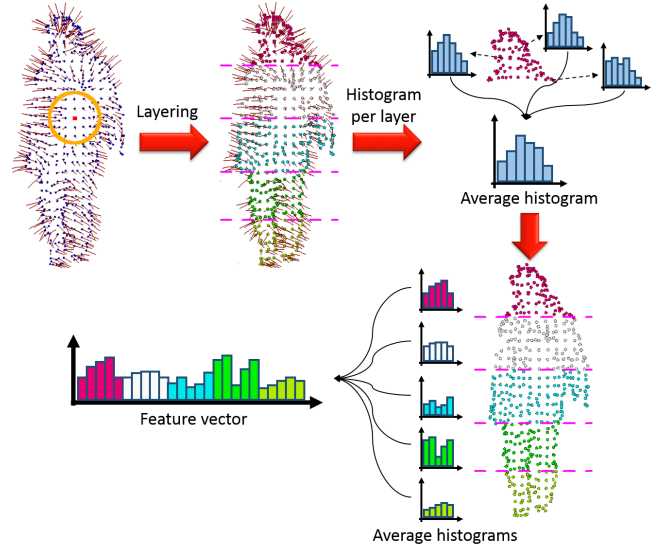 Layering
Histogram
per layer
Average histogram
Feature vector
Average histograms